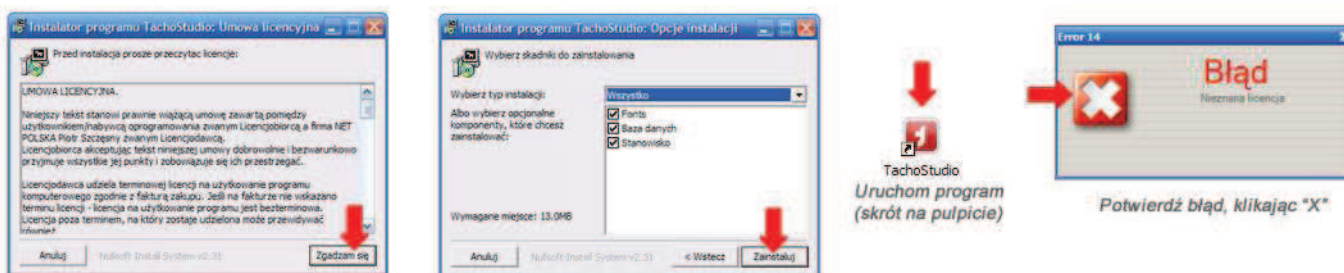 Instalator programu TachoStudio: Umowa licencyjna
Przed instalacja prosze przeczytac licencje:
UMOWA LICENCYJNA.
Niniejszy tekst stanowi prawnie wiążącą umowę zawartą pomiędzy
użytkownikiem/nabywcą oprogramowania zwanym Licencjobiorcą a firma NET
POLSKA Piotr Szczęsny zwanym Licencjodawcą.
Licencjobiorca akceptując tekst niniejszej umowy dobrowolnie i bezwarunkowo
przyjmuje wszystkie jej punkty i zobowiązuje się ich przestrzegać.
Licencjodawca udziela terminowej licencji na użytkowanie programu
komputerowego zgodnie z fakturą zakupu. Jeśli na fakturze nie wskazano
terminu licencji - licencja na użytkowanie programu jest bezterminowa.
Licencja poza terminem, na który zostaje udzielona może przewidywać
również
Anuluj
Nullsoft Install System v2.31
Zgadzam się
Instalator programu TachoStudio: Opcje instalacji
Wybierz skadniki do zainstalowania
Wybierz typ instalacji:
Wszystko
Albo wybierz opcjonalne
komponenty, które chcesz
zainstalować:
Fonts
Baza danych
Stanowisko
Wymagane miejsce: 13.0MB
Anuluj
Nullsoft Install System v2.31
< Wstecz
Zainstaluj
TachoStudio
Uruchom program
(skrót na pulpicie)
Error 14
Błąd
Nieznana licencja
Potwierdź błąd, klikając "X"